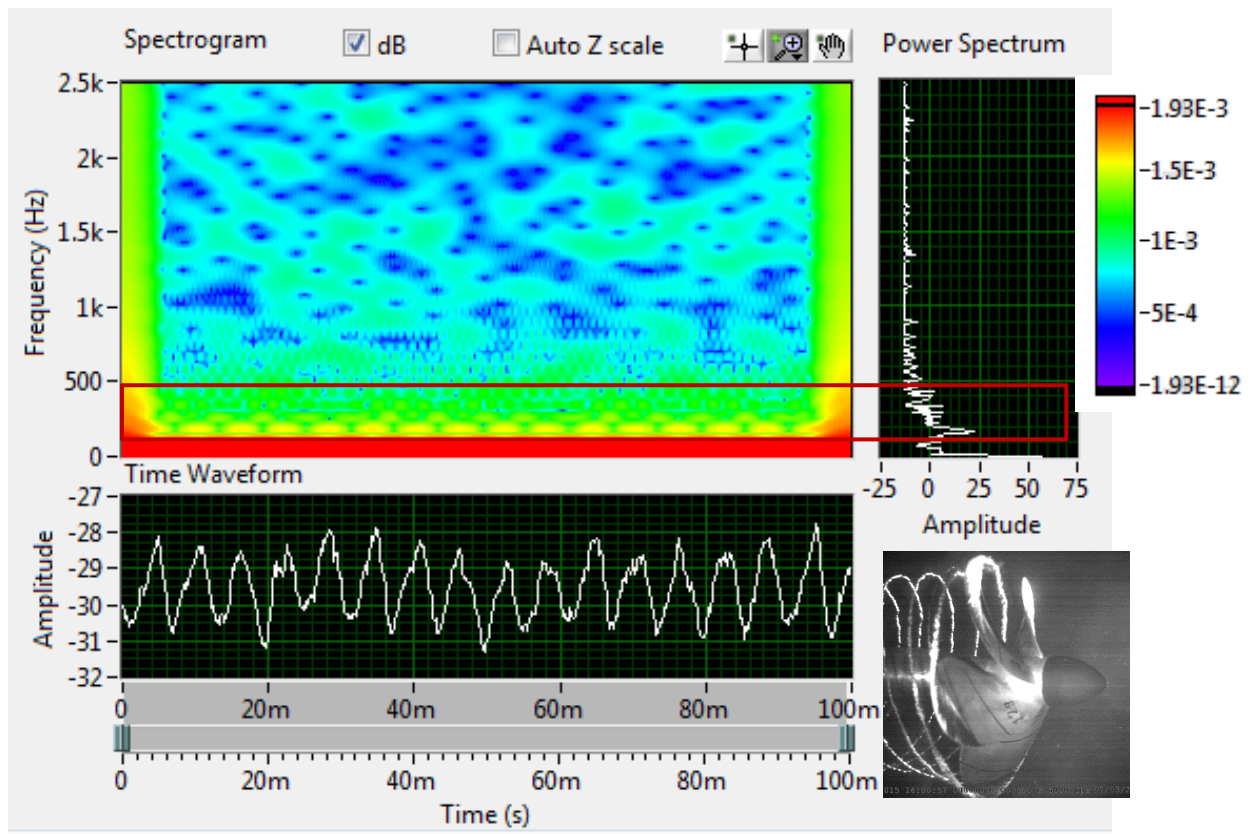 Spectrogram dB Auto Z scale Power Spectrum
2.5k
2k
1.5k
1k
500
0
Frequency (Hz)
-25 0 25 50 75
Amplitude
1.93E-3
1.5E-3
1E-3
5E-4
1.93E-12
Time Waveform
-27
-28
-29
-30
-31
-32
Amplitude
0 20m 40m 60m 80m 100m
0 20m 40m 60m 80m 100m
Time (s)